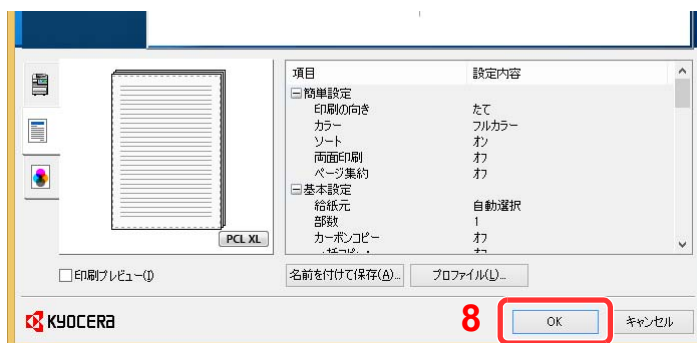 項目 設定内容
簡単設定
印刷の向き たて
カラー フルカラー
ソート オン
両面印刷 オフ
ページ集約 オフ
基本設定
給紙元 自動選択
部数 1
カーボンコピー オフ
PCL XL
印刷プレビュー(I) 名前を付けて保存(A)... プロファイル(L)...
KYOCERA 8 OK キャンセル